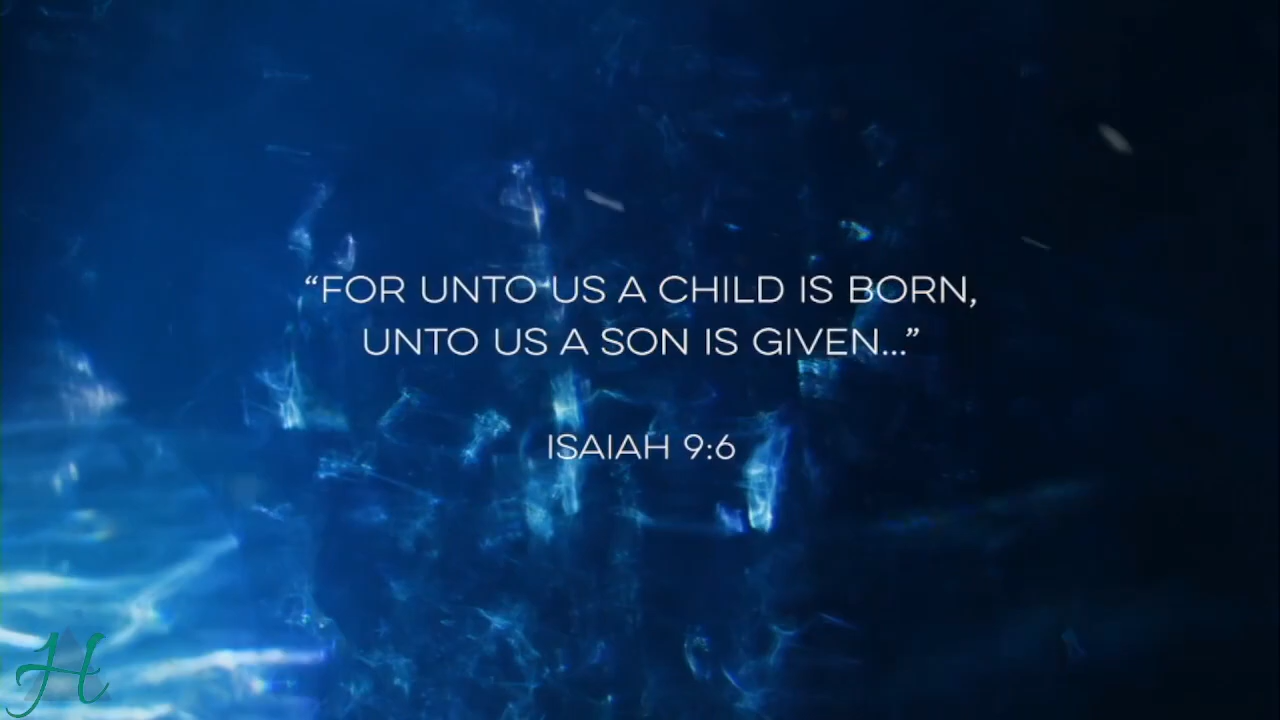 “FOR UNTO US A CHILD IS BORN,
UNTO US A SON IS GIVEN...”
ISAIAH 9:6
H